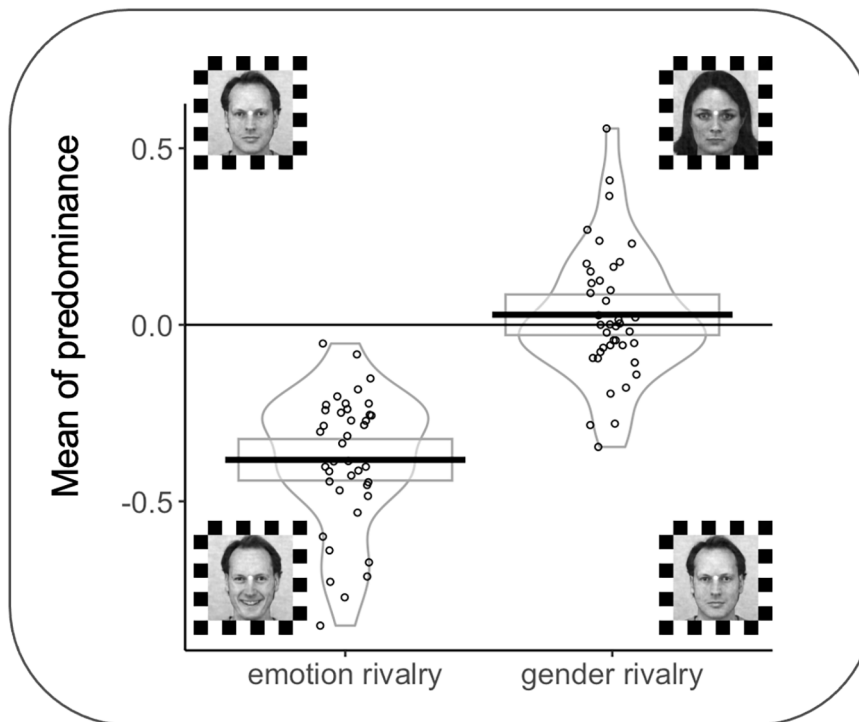 Mean of predominance
0.5
0.0
-0.5
emotion rivalry
gender rivalry